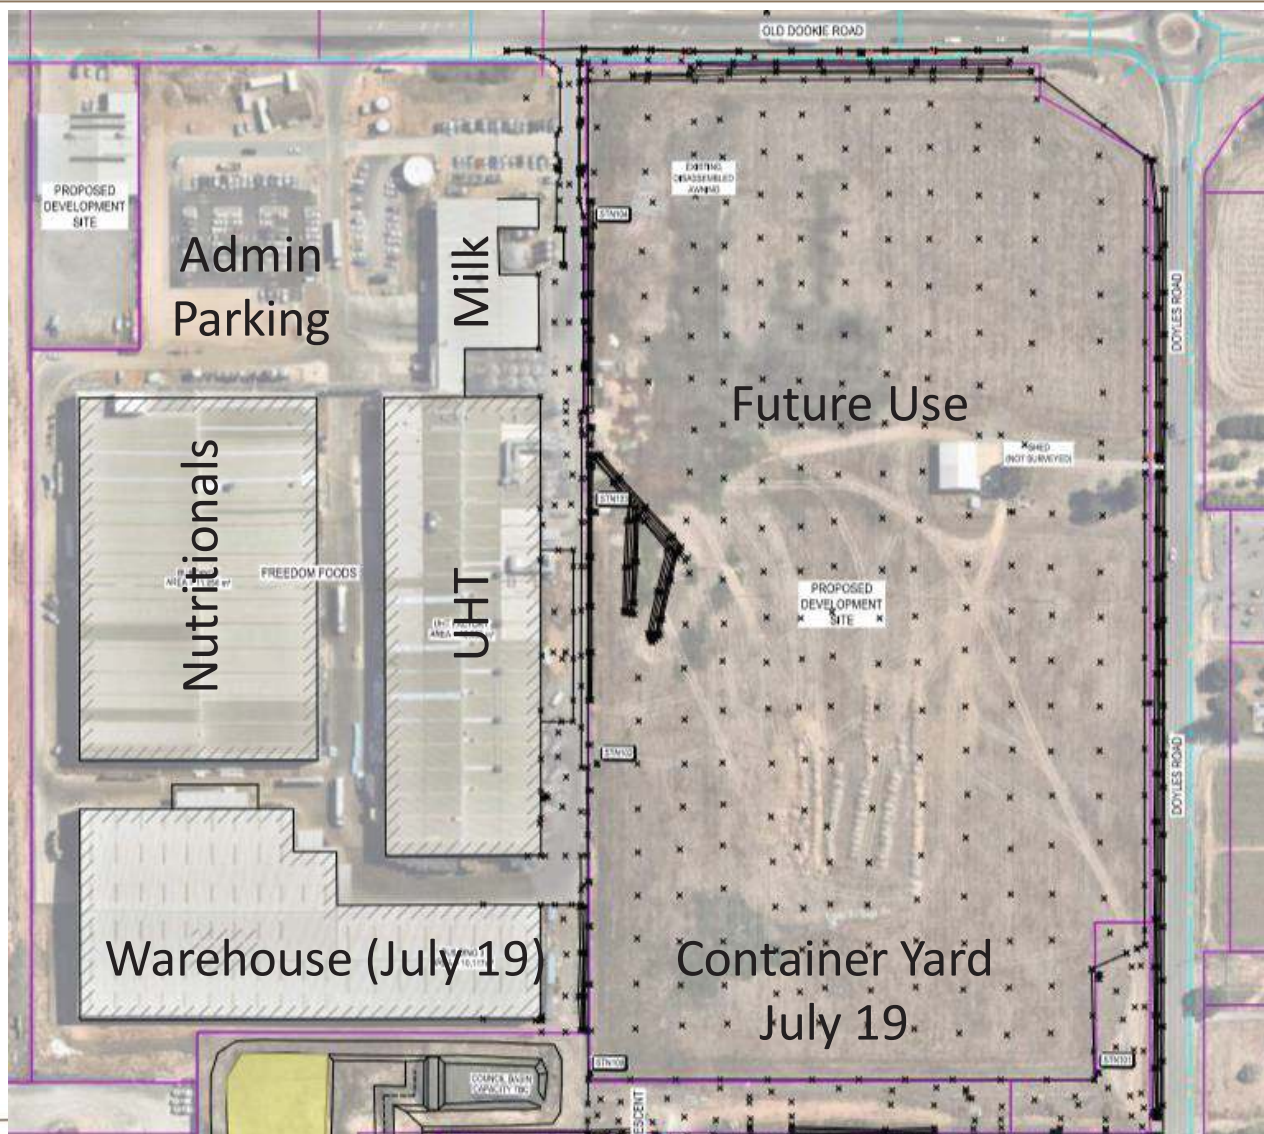 OLD DOOKIE ROAD
PROPOSED
DEVELOPMENT
SITE
EXISTING
DISASSEMBLED
AWNING
STN104
Admin
Parking
Milk
DOYLES ROAD
Future Use
SHED
(NOT SURVEYED)
STN103
Nutritionals
FREEDOM FOODS
UHT
PROPOSED
DEVELOPMENT
SITE
STN102
DOYLES ROAD
Warehouse (July 19)
Container Yard
July 19
COUNCIL BASIN
CAPACITY TBC
STN101